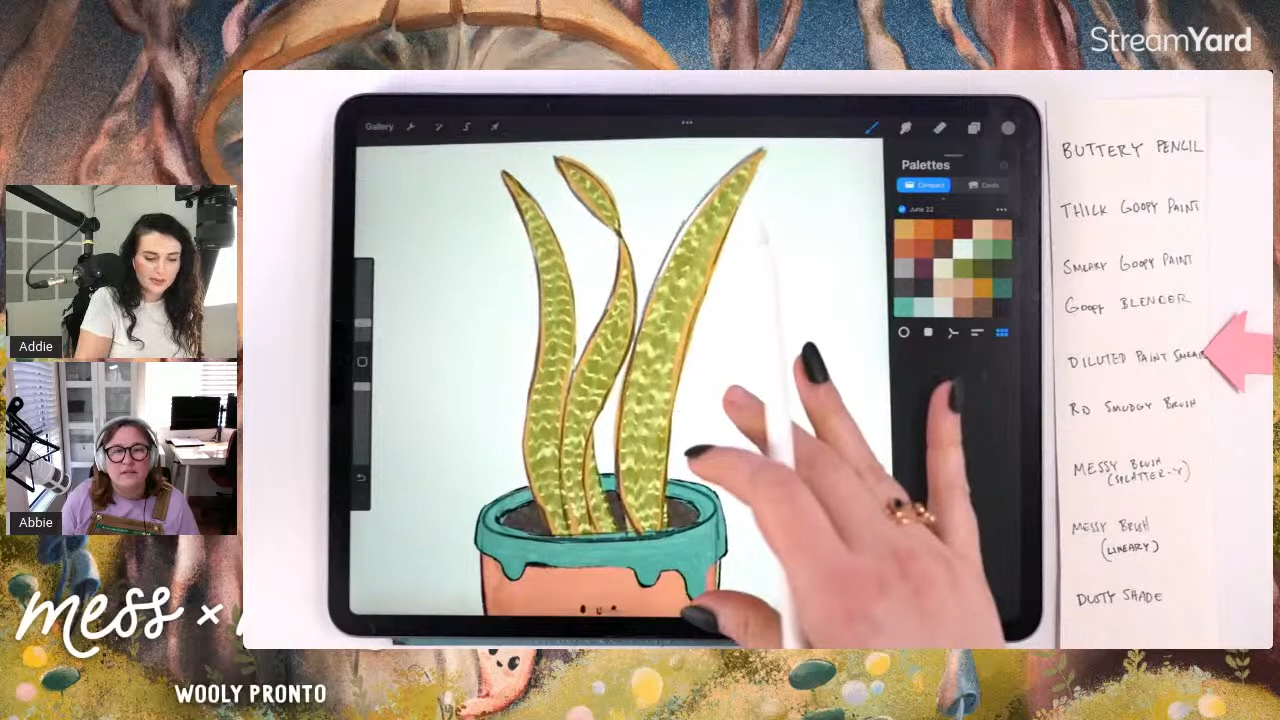 StreamYard
Gallery
Palettes
Compact
Cards
June 22
BUTTERY PENCIL
THICK GOOPY PAINT
SMEARY GOOPY PAINT
GOOPY BLENDER
DILUTED PAINT SMEAR
RO SMUDGY BRUSH
MESSY BRUSH
(SPLATTER-Y)
MESSY BRUSH
(LINEARY)
DUSTY SHADE
Addie
Abbie
mess ×
WOOLY PRONTO